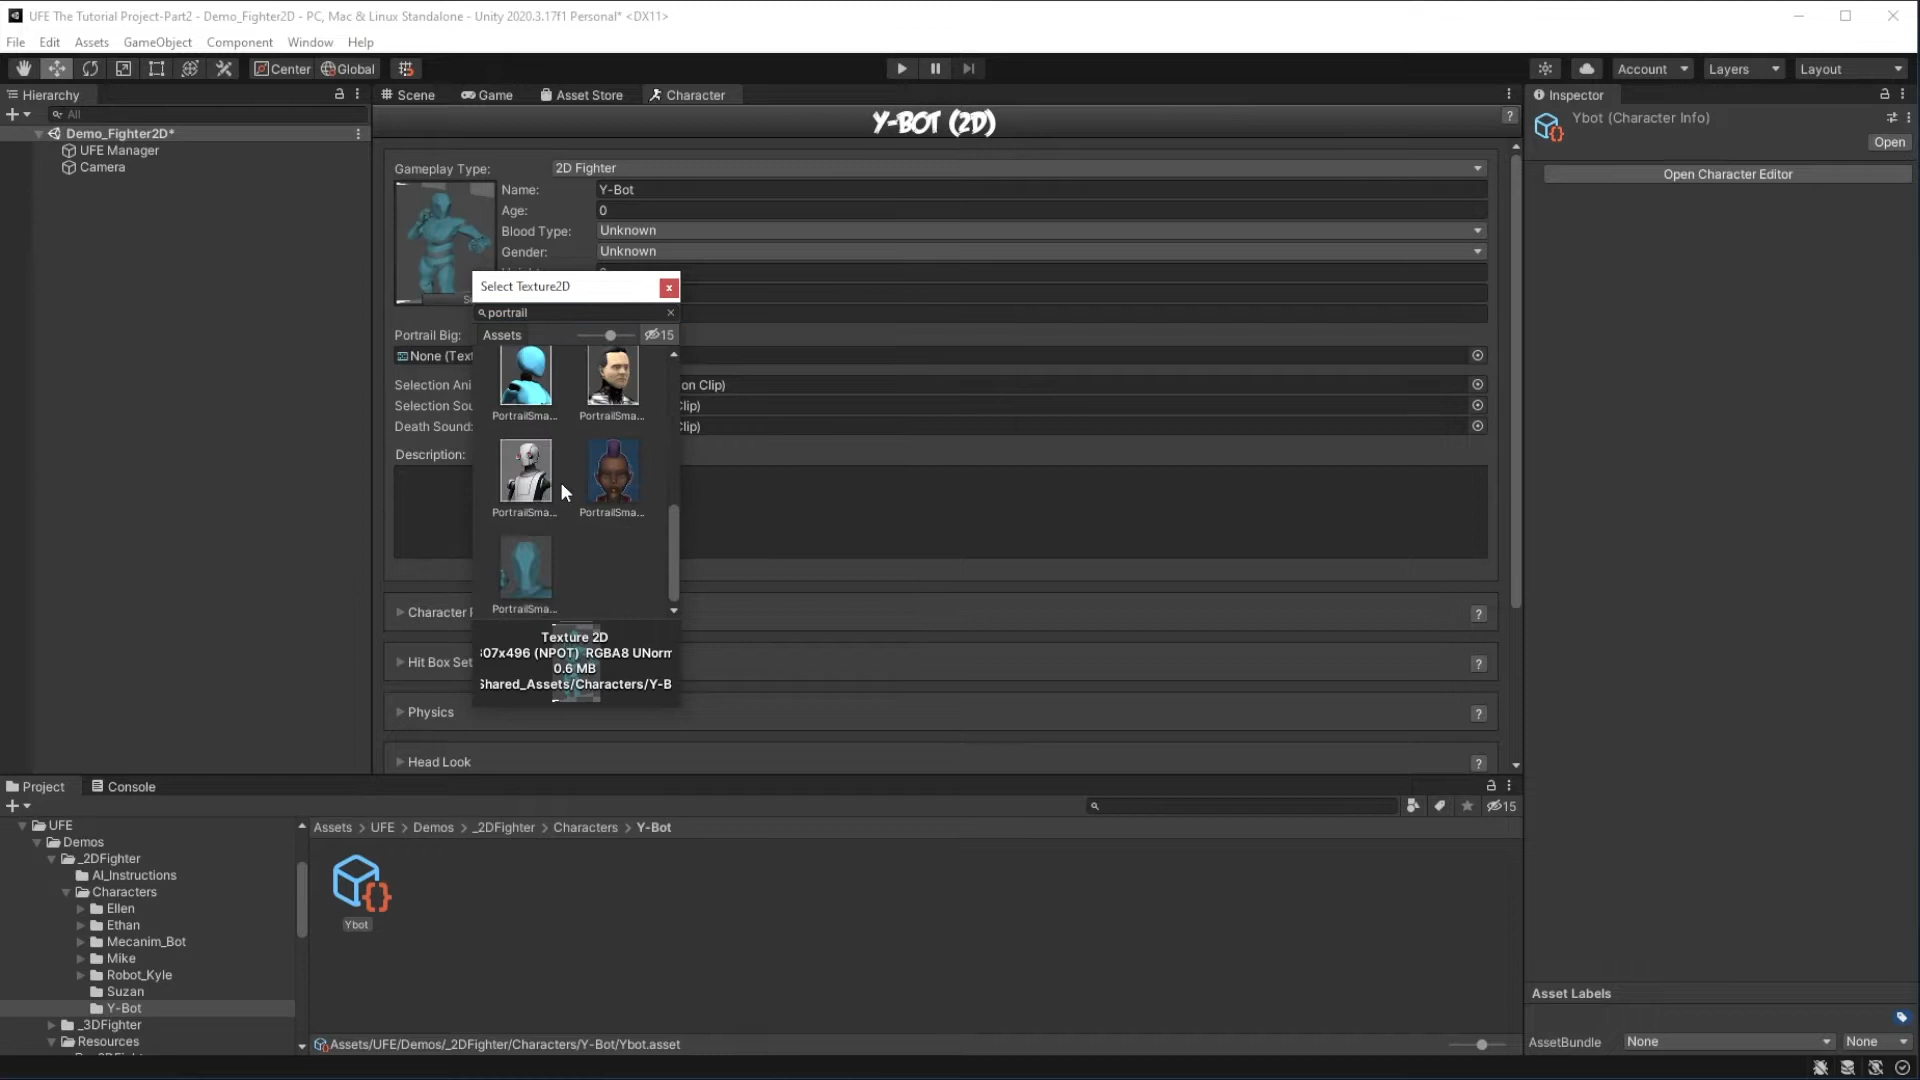 UFE The Tutorial Project-Part2 - Demo_Fighter2D - PC, Mac & Linux Standalone - Unity 2020.3.17f1 Personal* <DX11>
File Edit Assets GameObject Component Window Help
Center Global Account Layers Layout
Hierarchy Scene Game Asset Store Character Inspector
All
Y-BOT (2D) ?
Ybot (Character Info)
Open
Open Character Editor
Demo_Fighter2D*
UFE Manager
Camera
Gameplay Type: 2D Fighter
Name: Y-Bot
Age: 0
Blood Type: Unknown
Gender: Unknown
Select Texture2D x
portrail
Assets 15
Portrail Big:
None (Tex
Selection Ani on Clip)
Selection Sou Clip)
Death Sound: Clip)
Description:
PortrailSma... PortrailSma...
PortrailSma... PortrailSma...
PortrailSma...
Character ?
Hit Box Set ?
Physics ?
Head Look ?
Texture 2D
307x496 (NPOT) RGBA8 UNorm
0.6 MB
Shared_Assets/Characters/Y-B
Project Console
15
UFE
Demos
_2DFighter
AI_Instructions
Characters
Ellen
Ethan
Mecanim_Bot
Mike
Robot_Kyle
Suzan
Y-Bot
_3DFighter
Resources
Assets > UFE > Demos > _2DFighter > Characters > Y-Bot
Ybot
Assets/UFE/Demos/_2DFighter/Characters/Y-Bot/Ybot.asset
Asset Labels
AssetBundle None None